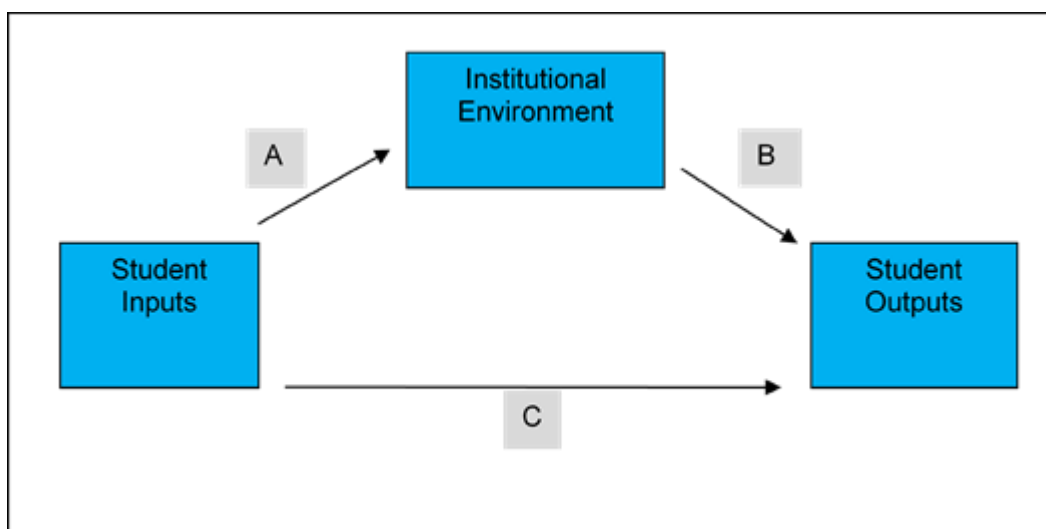 Institutional
Environment
A
B
Student
Inputs
Student
Outputs
C